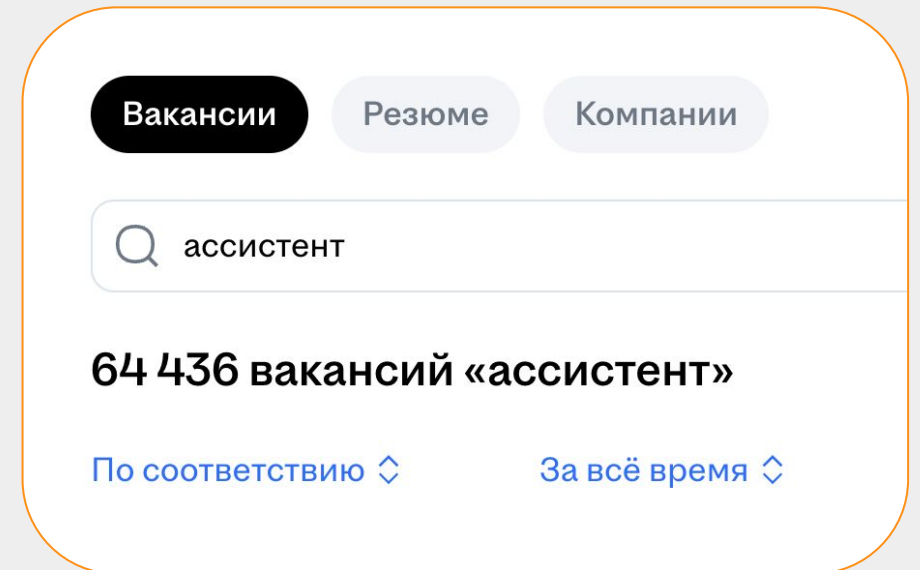 Вакансии Резюме Компании
ассистент
64 436 вакансий «ассистент»
По соответствию За всё время